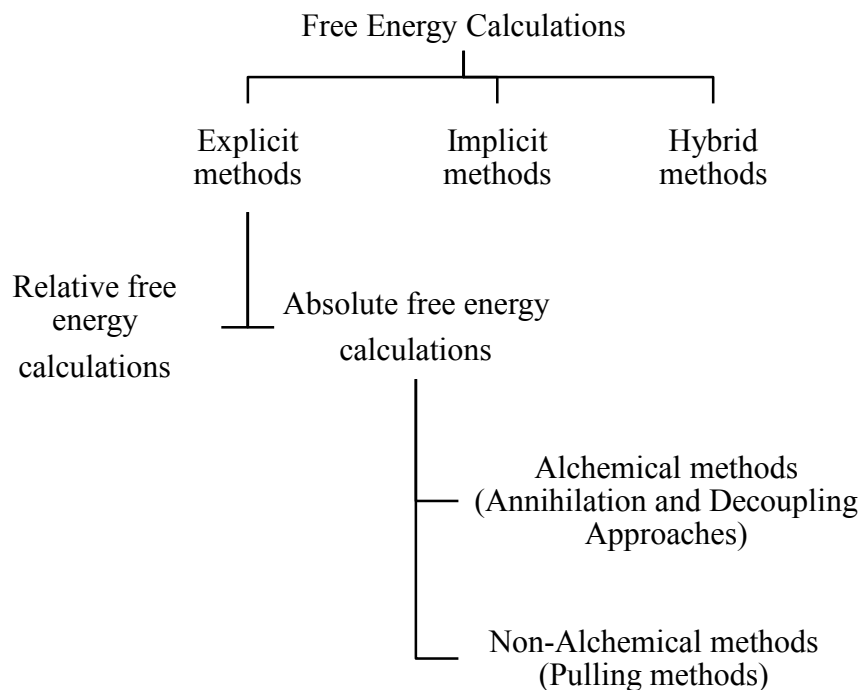 Free Energy Calculations
Explicit
methods
Implicit
methods
Hybrid
methods
Relative free
energy
calculations
Absolute free energy
calculations
Alchemical methods
(Annihilation and Decoupling
Approaches)
Non-Alchemical methods
(Pulling methods)